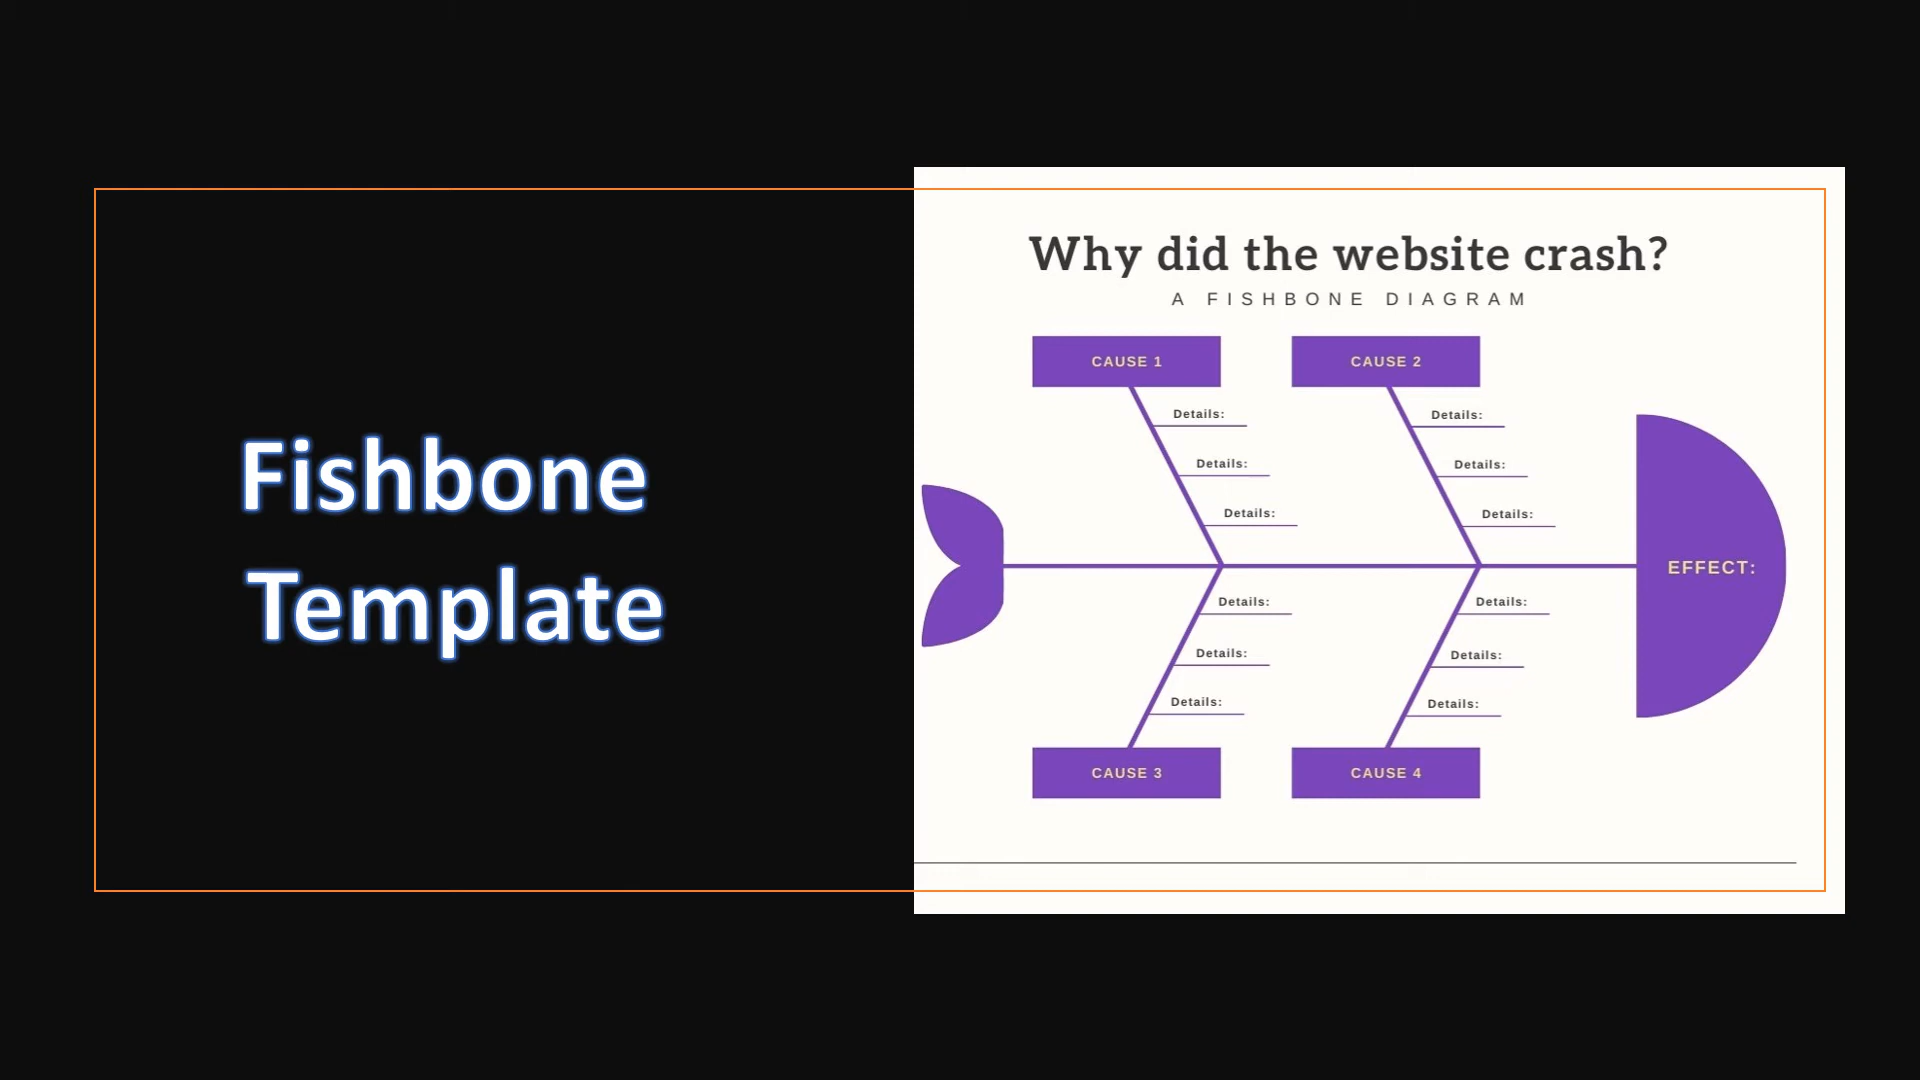 Fishbone
Template
Why did the website crash?
A FISHBONE DIAGRAM
CAUSE 1
CAUSE 2
Details:
Details:
Details:
Details:
Details:
Details:
EFFECT:
Details:
Details:
Details:
Details:
Details:
Details:
CAUSE 3
CAUSE 4